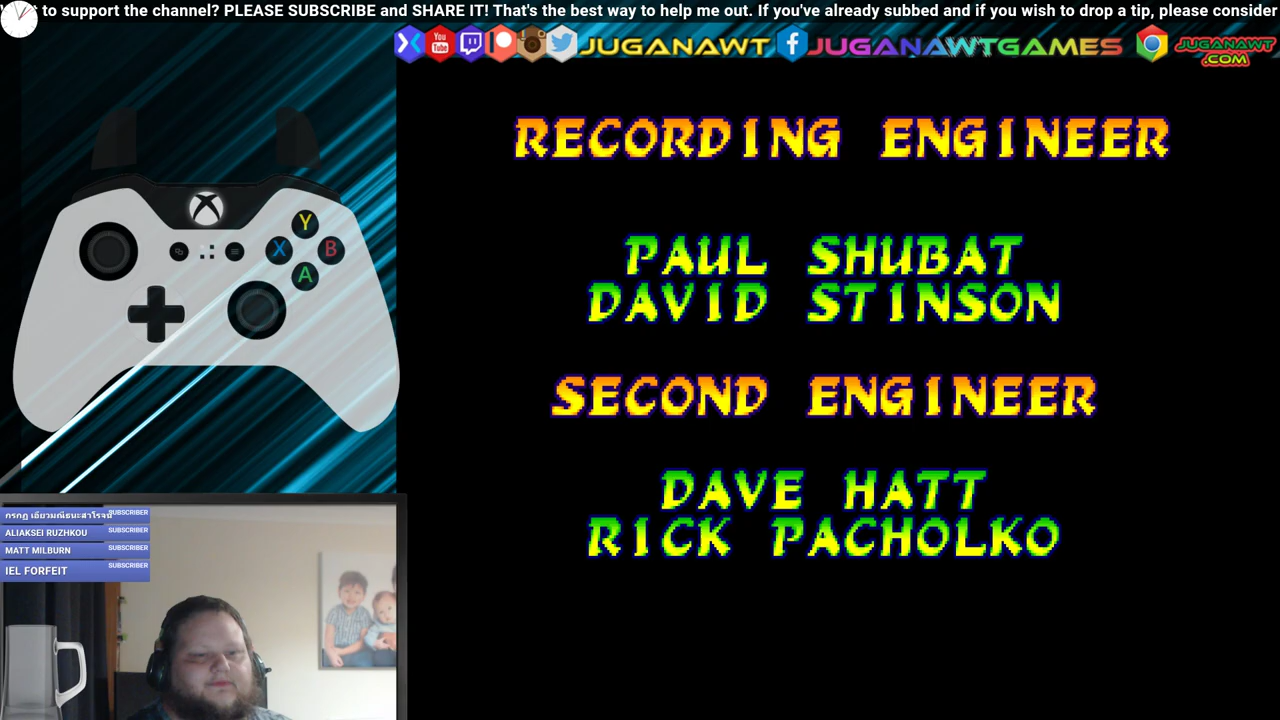 to support the channel? PLEASE SUBSCRIBE and SHARE IT! That's the best way to help me out. If you've already subbed and if you wish to drop a tip, please consider
You Tube JUGANAWT JUGANAWTGAMES JUGANAWT .COM
RECORDING ENGINEER
PAUL SHUBAT
DAVID STINSON
SECOND ENGINEER
DAVE HATT
RICK PACHOLKO
Y
X B
A
SUBSCRIBER
ALIAKSEI RUZHKOU SUBSCRIBER
MATT MILBURN SUBSCRIBER
IEL FORFEIT SUBSCRIBER